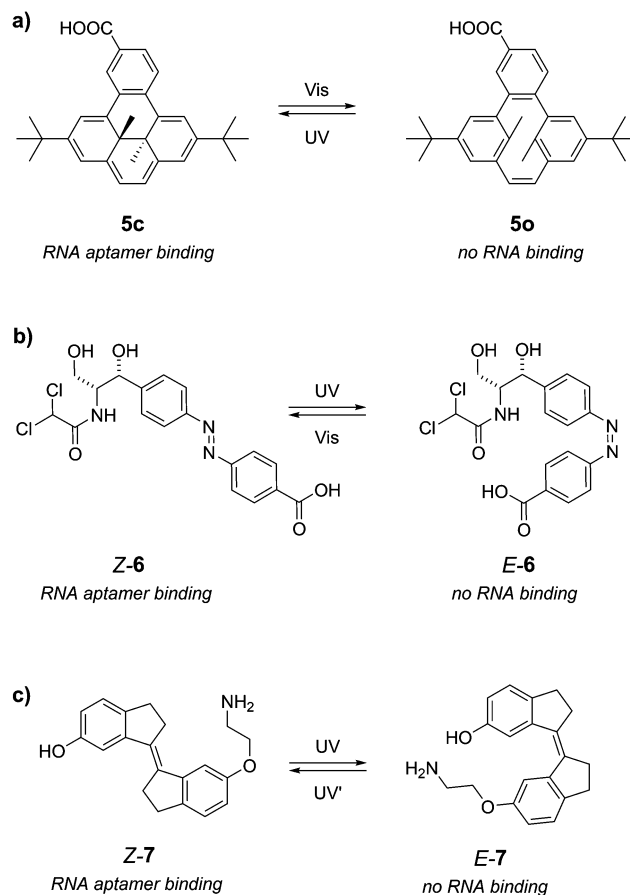 a)
HOOC
HOOC
Vis
UV
5c
5o
RNA aptamer binding
no RNA binding
b)
OH
OH
Cl
Cl
NH
O
N
N
OH
O
UV
Vis
OH
OH
Cl
Cl
NH
O
N
N
HO
O
Z-6
E-6
RNA aptamer binding
no RNA binding
c)
NH2
HO
O
UV
UV'
HO
H2N
O
Z-7
E-7
RNA aptamer binding
no RNA binding